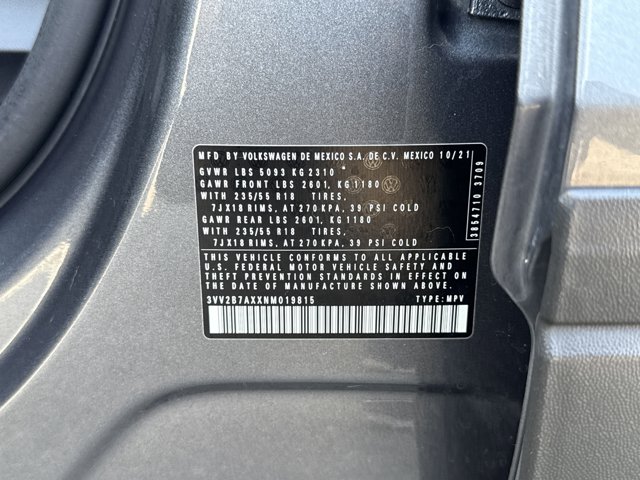 MFD BY VOLKSWAGEN DE MEXICO S.A. DE C.V. MEXICO 10/21
GVWR LBS 5093 KG 2310
GAWR FRONT LBS 2601, KG 1180
WITH 235/55 R18 TIRES,
7JX18 RIMS, AT 270 KPA, 39 PSI COLD
GAWR REAR LBS 2601, KG 1180
WITH 235/55 R18 TIRES,
7JX18 RIMS, AT 270 KPA, 39 PSI COLD
THIS VEHICLE CONFORMS TO ALL APPLICABLE
U.S. FEDERAL MOTOR VEHICLE SAFETY AND
THEFT PREVENTION STANDARDS IN EFFECT ON
THE DATE OF MANUFACTURE SHOWN ABOVE.
3VV2B7AXXNM019815 TYPE: MPV
3854710 3709